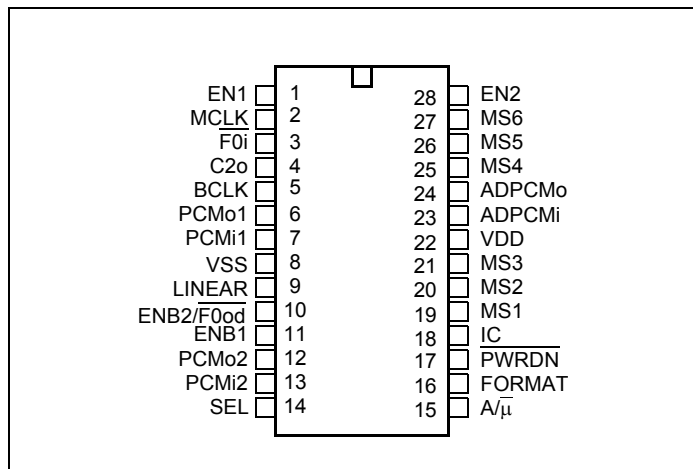 EN1 1 28 EN2
MCLK 2 27 MS6
F0i 3 26 MS5
C2o 4 25 MS4
BCLK 5 24 ADPCMo
PCMo1 6 23 ADPCMi
PCMi1 7 22 VDD
VSS 8 21 MS3
LINEAR 9 20 MS2
ENB2/F0od 10 19 MS1
ENB1 11 18 IC
PCMo2 12 17 PWRDN
PCMi2 13 16 FORMAT
SEL 14 15 A/μ